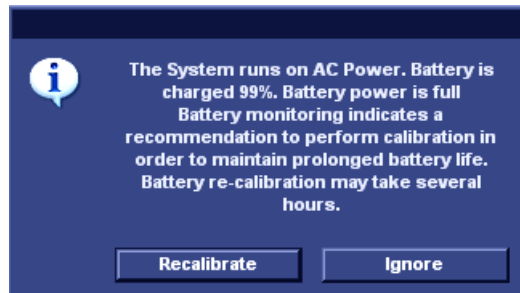 The System runs on AC Power. Battery is
charged 99%. Battery power is full
Battery monitoring indicates a
recommendation to perform calibration in
order to maintain prolonged battery life.
Battery re-calibration may take several
hours.
Recalibrate
Ignore